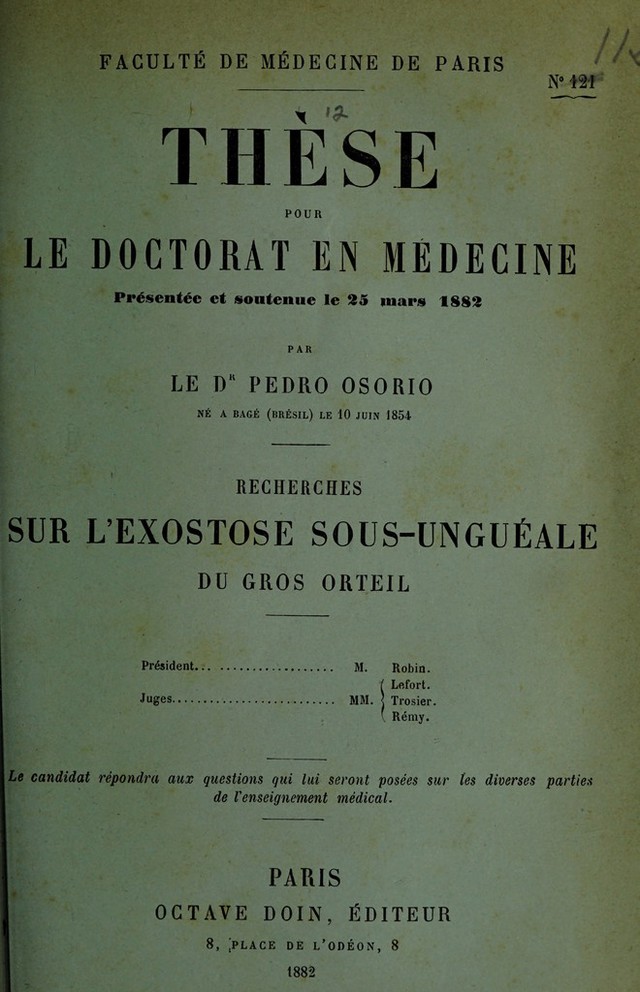 FACULTÉ DE MÉDECINE DE PARIS
N° 121
12
THÈSE
POUR
LE DOCTORAT EN MÉDECINE
Présentée et soutenue le 25 mars 1882
PAR
LE DR PEDRO OSORIO
NÉ A BAGÉ (BRÉSIL) LE 10 JUIN 1854
RECHERCHES
SUR L'EXOSTOSE SOUS-UNGUÉALE
DU GROS ORTEIL
Président... .................. M. Robin.
Lefort.
Juges......................... MM. Trosier.
Rémy.
Le candidat répondra aux questions qui lui seront posées sur les diverses parties
de l'enseignement médical.
PARIS
OCTAVE DOIN, ÉDITEUR
8, PLACE DE L'ODÉON, 8
1882